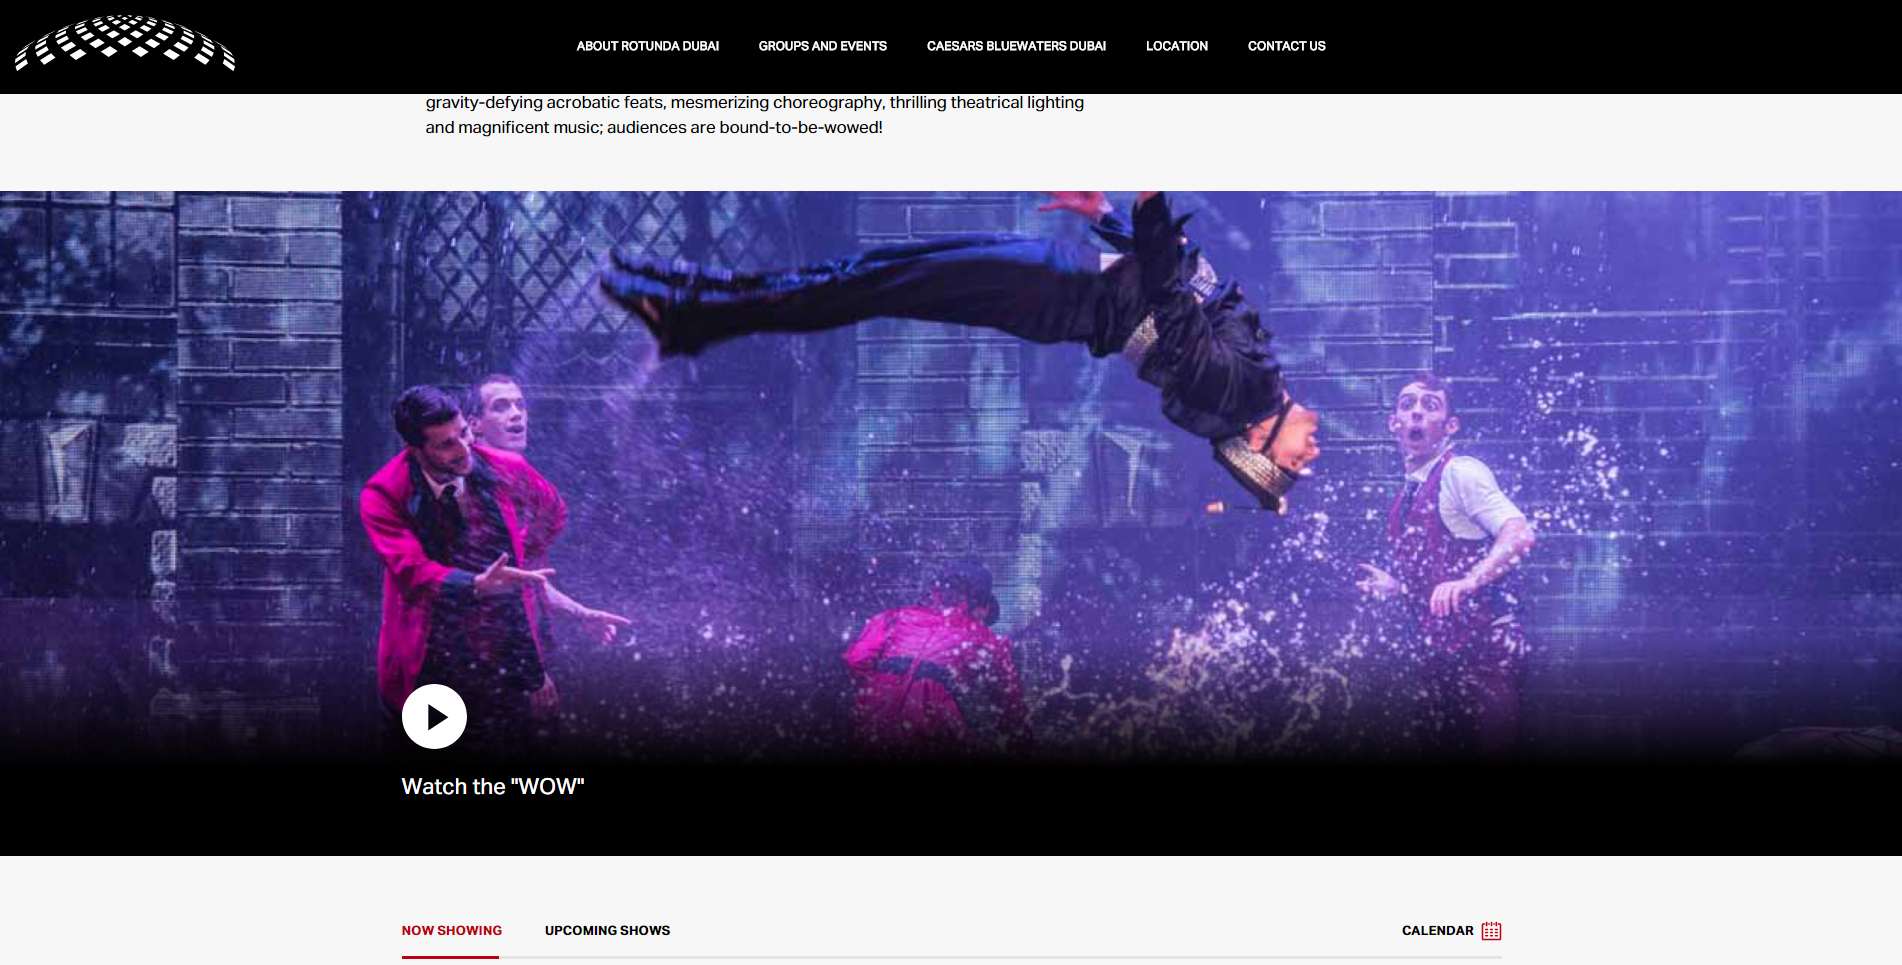 ABOUT ROTUNDA DUBAI
GROUPS AND EVENTS
CAESARS BLUEWATERS DUBAI
LOCATION
CONTACT US
gravity-defying acrobatic feats, mesmerizing choreography, thrilling theatrical lighting
and magnificent music; audiences are bound-to-be-wowed!
Watch the "WOW"
NOW SHOWING
UPCOMING SHOWS
CALENDAR